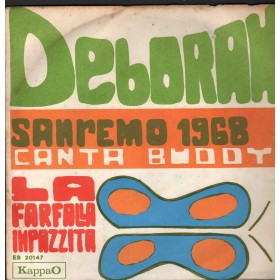 DeBORAH
SANREMO 1968
CANTA BUDDY
LA
FARFALLA
IMPAZZITA
EB 20147
KappaO